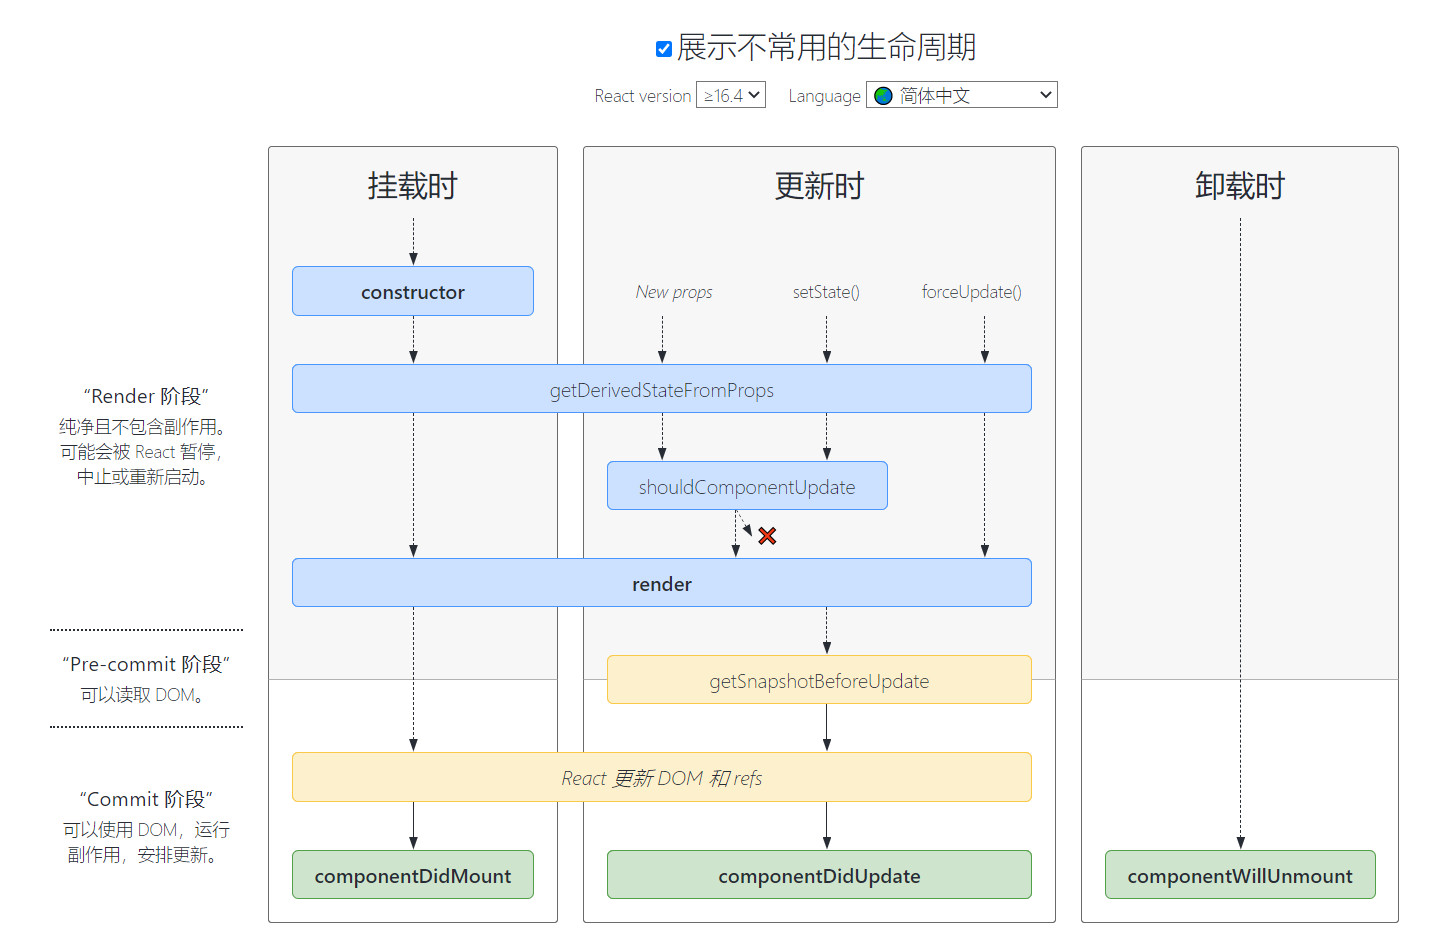 展示不常用的生命周期
React version ≥16.4 Language 简体中文
挂载时
更新时
卸载时
constructor
New props
setState()
forceUpdate()
“Render 阶段”
纯净且不包含副作用。
可能会被 React 暂停，
中止或重新启动。
getDerivedStateFromProps
shouldComponentUpdate
render
“Pre-commit 阶段”
可以读取 DOM。
getSnapshotBeforeUpdate
React 更新 DOM 和 refs
“Commit 阶段”
可以使用 DOM，运行
副作用，安排更新。
componentDidMount
componentDidUpdate
componentWillUnmount